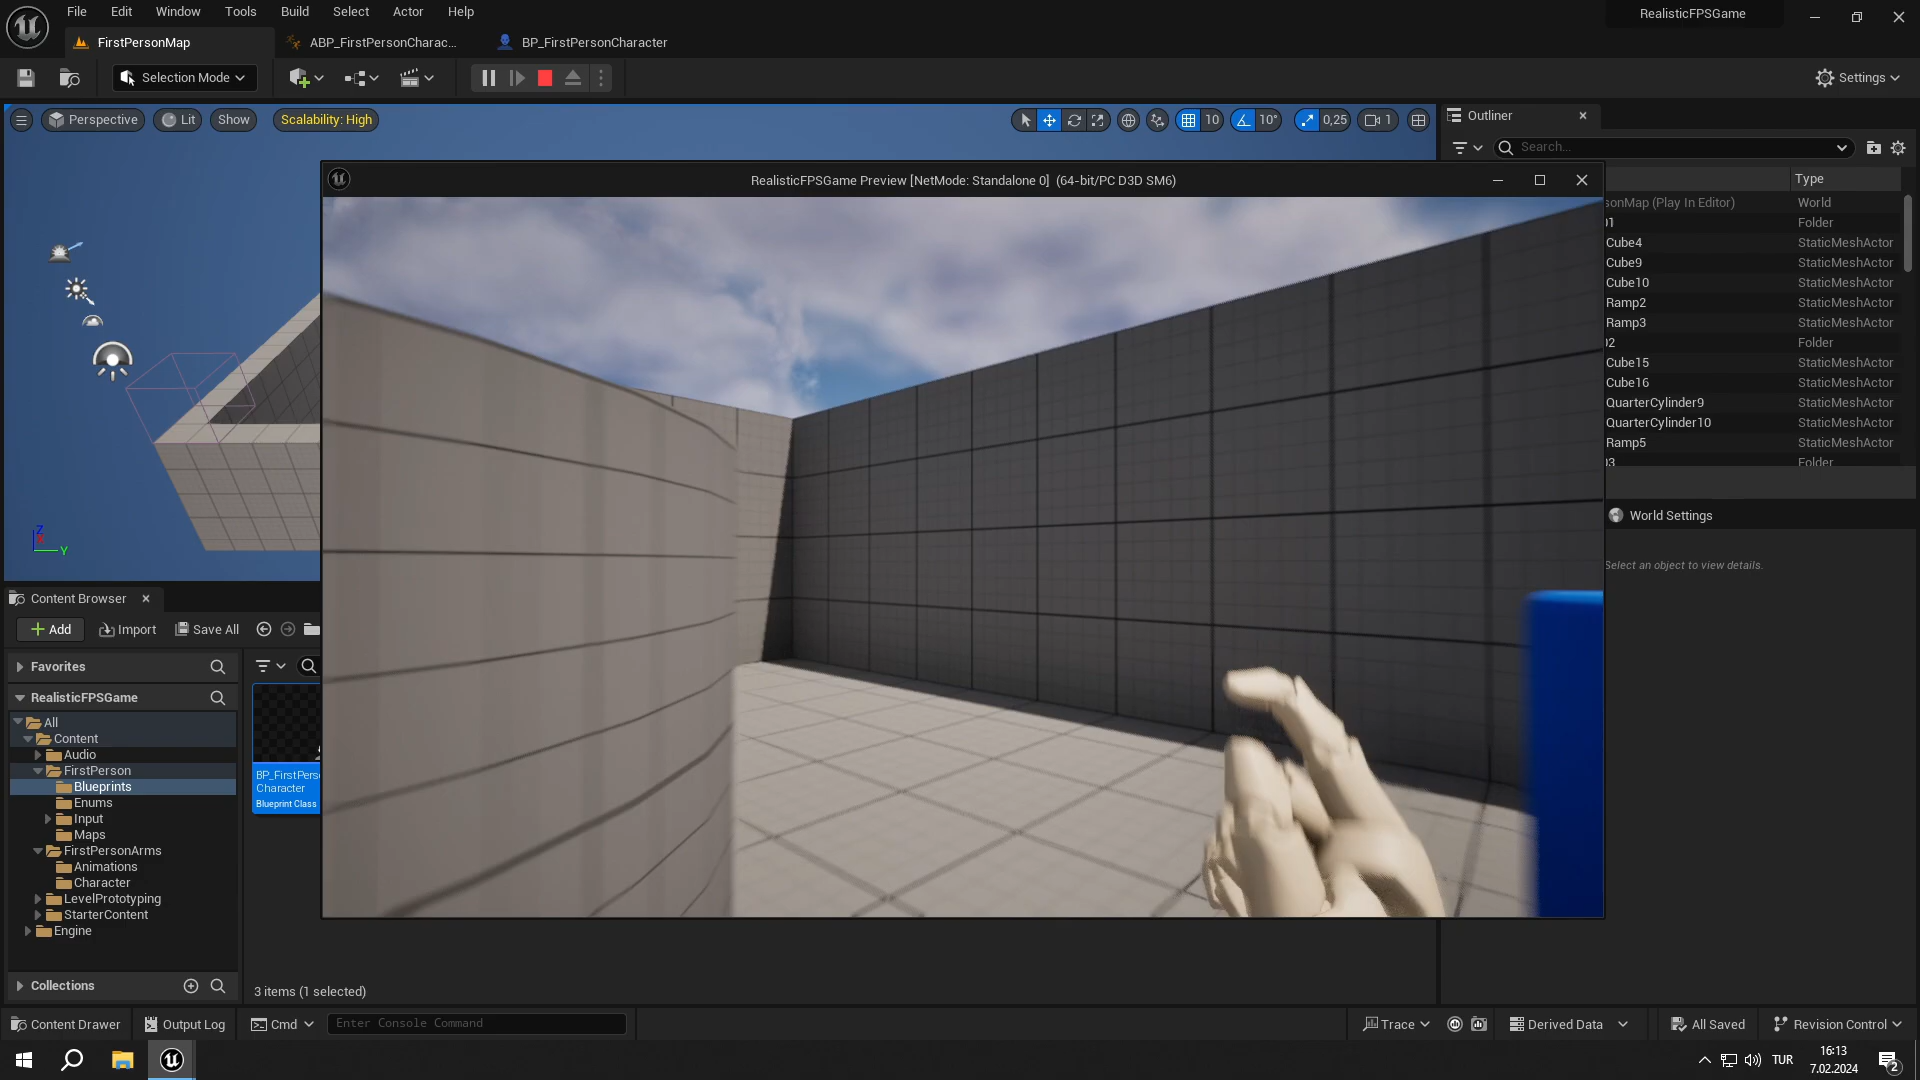 File Edit Window Tools Build Select Actor Help
RealisticFPSGame
FirstPersonMap
ABP_FirstPersonCharac...
BP_FirstPersonCharacter
Selection Mode
Settings
Perspective
Lit
Show
Scalability: High
10
10°
0,25
1
Outliner
Search...
RealisticFPSGame Preview [NetMode: Standalone 0] (64-bit/PC D3D SM6)
Type
sonMap (Play In Editor) World
01 Folder
Cube4 StaticMeshActor
Cube9 StaticMeshActor
Cube10 StaticMeshActor
Ramp2 StaticMeshActor
Ramp3 StaticMeshActor
02 Folder
Cube15 StaticMeshActor
Cube16 StaticMeshActor
QuarterCylinder9 StaticMeshActor
QuarterCylinder10 StaticMeshActor
Ramp5 StaticMeshActor
03 Folder
World Settings
Select an object to view details.
Z
X
Y
Content Browser
Add
Import
Save All
Favorites
RealisticFPSGame
All
Content
Audio
FirstPerson
Blueprints
Enums
Input
Maps
FirstPersonArms
Animations
Character
LevelPrototyping
StarterContent
Engine
BP_FirstPers
Character
Blueprint Class
Collections
3 items (1 selected)
Content Drawer
Output Log
Cmd
Enter Console Command
Trace
Derived Data
All Saved
Revision Control
TUR
16:13
7.02.2024
2